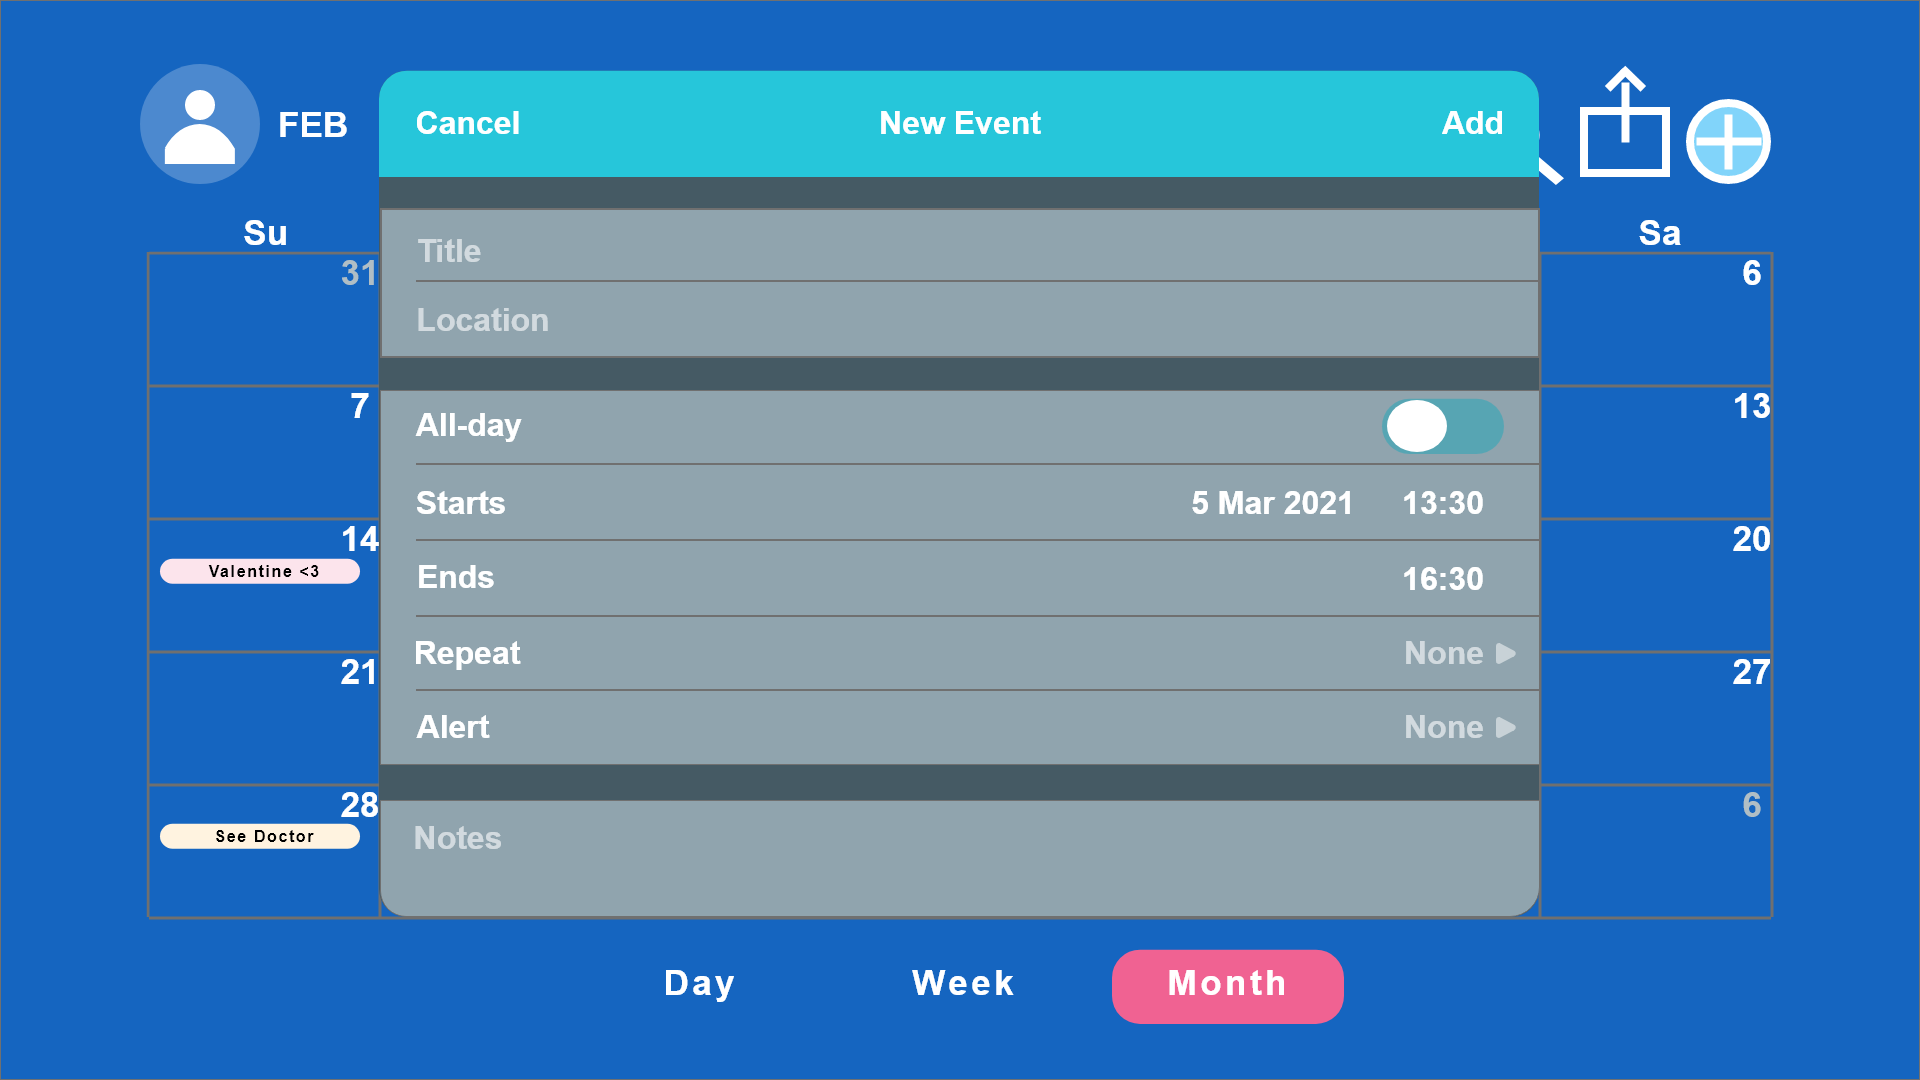 FEB
Cancel New Event Add
Su Sa
Title
31 6
Location
7 13
All-day
Starts 5 Mar 2021 13:30
14 20
Valentine <3
Ends 16:30
Repeat None
21 27
Alert None
28 6
See Doctor
Notes
Day Week Month